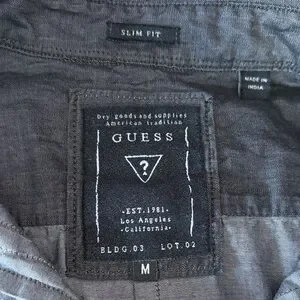 SLIM FIT
MADE IN
INDIA
Dry goods and supplies
American tradition
GUESS
?
-EST.1981-
Los Angeles
-California-
BLDG.03 LOT.02
M